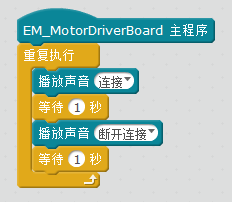 EM_MotorDriverBoard 主程序
重复执行
播放声音 连接
等待 1 秒
播放声音 断开连接
等待 1 秒